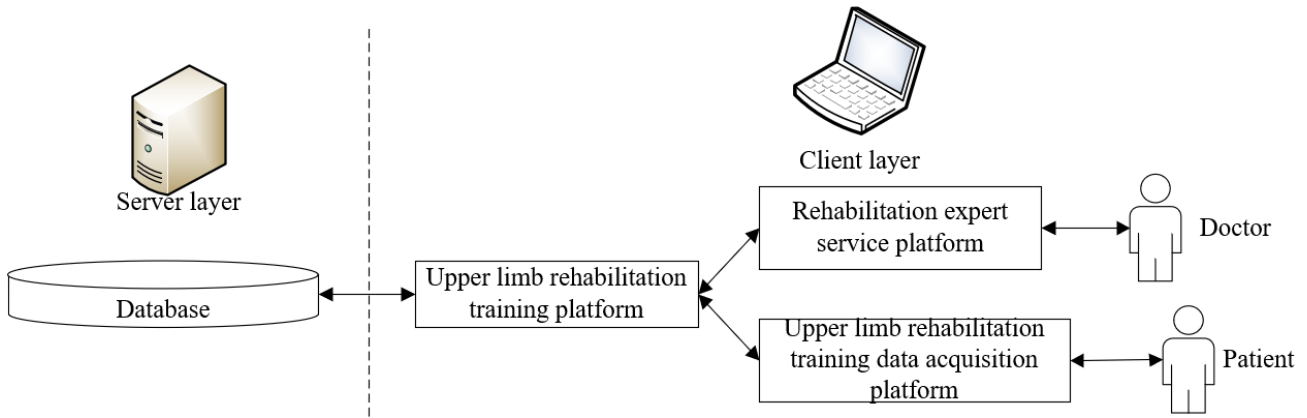 Server layer
Database
Upper limb rehabilitation
training platform
Client layer
Rehabilitation expert
service platform
Doctor
Upper limb rehabilitation
training data acquisition
platform
Patient